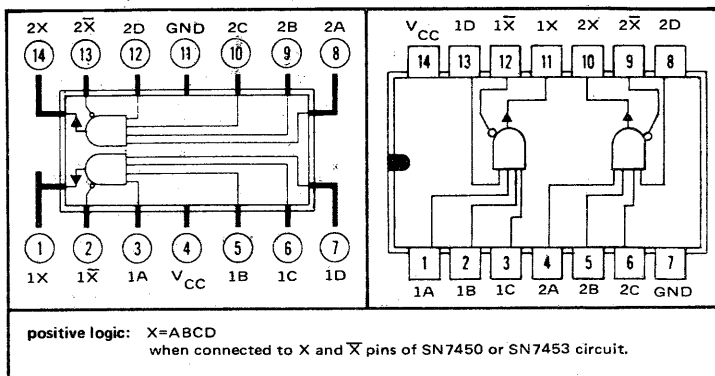 2X 2X̅ 2D GND 2C 2B 2A
14 13 12 11 10 9 8
1 2 3 4 5 6 7
1X 1X̅ 1A VCC 1B 1C 1D
VCC 1D 1X̅ 1X 2X 2X̅ 2D
14 13 12 11 10 9 8
1 2 3 4 5 6 7
1A 1B 1C 2A 2B 2C GND
positive logic: X=ABCD
when connected to X and X̅ pins of SN7450 or SN7453 circuit.